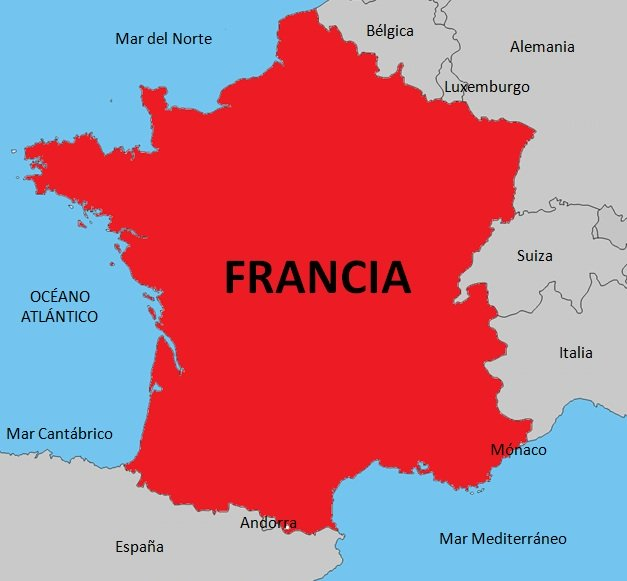 Bélgica
Mar del Norte
Alemania
Luxemburgo
Suiza
FRANCIA
OCÉANO
ATLÁNTICO
Italia
Mar Cantábrico
Mónaco
Andorra
Mar Mediterráneo
España